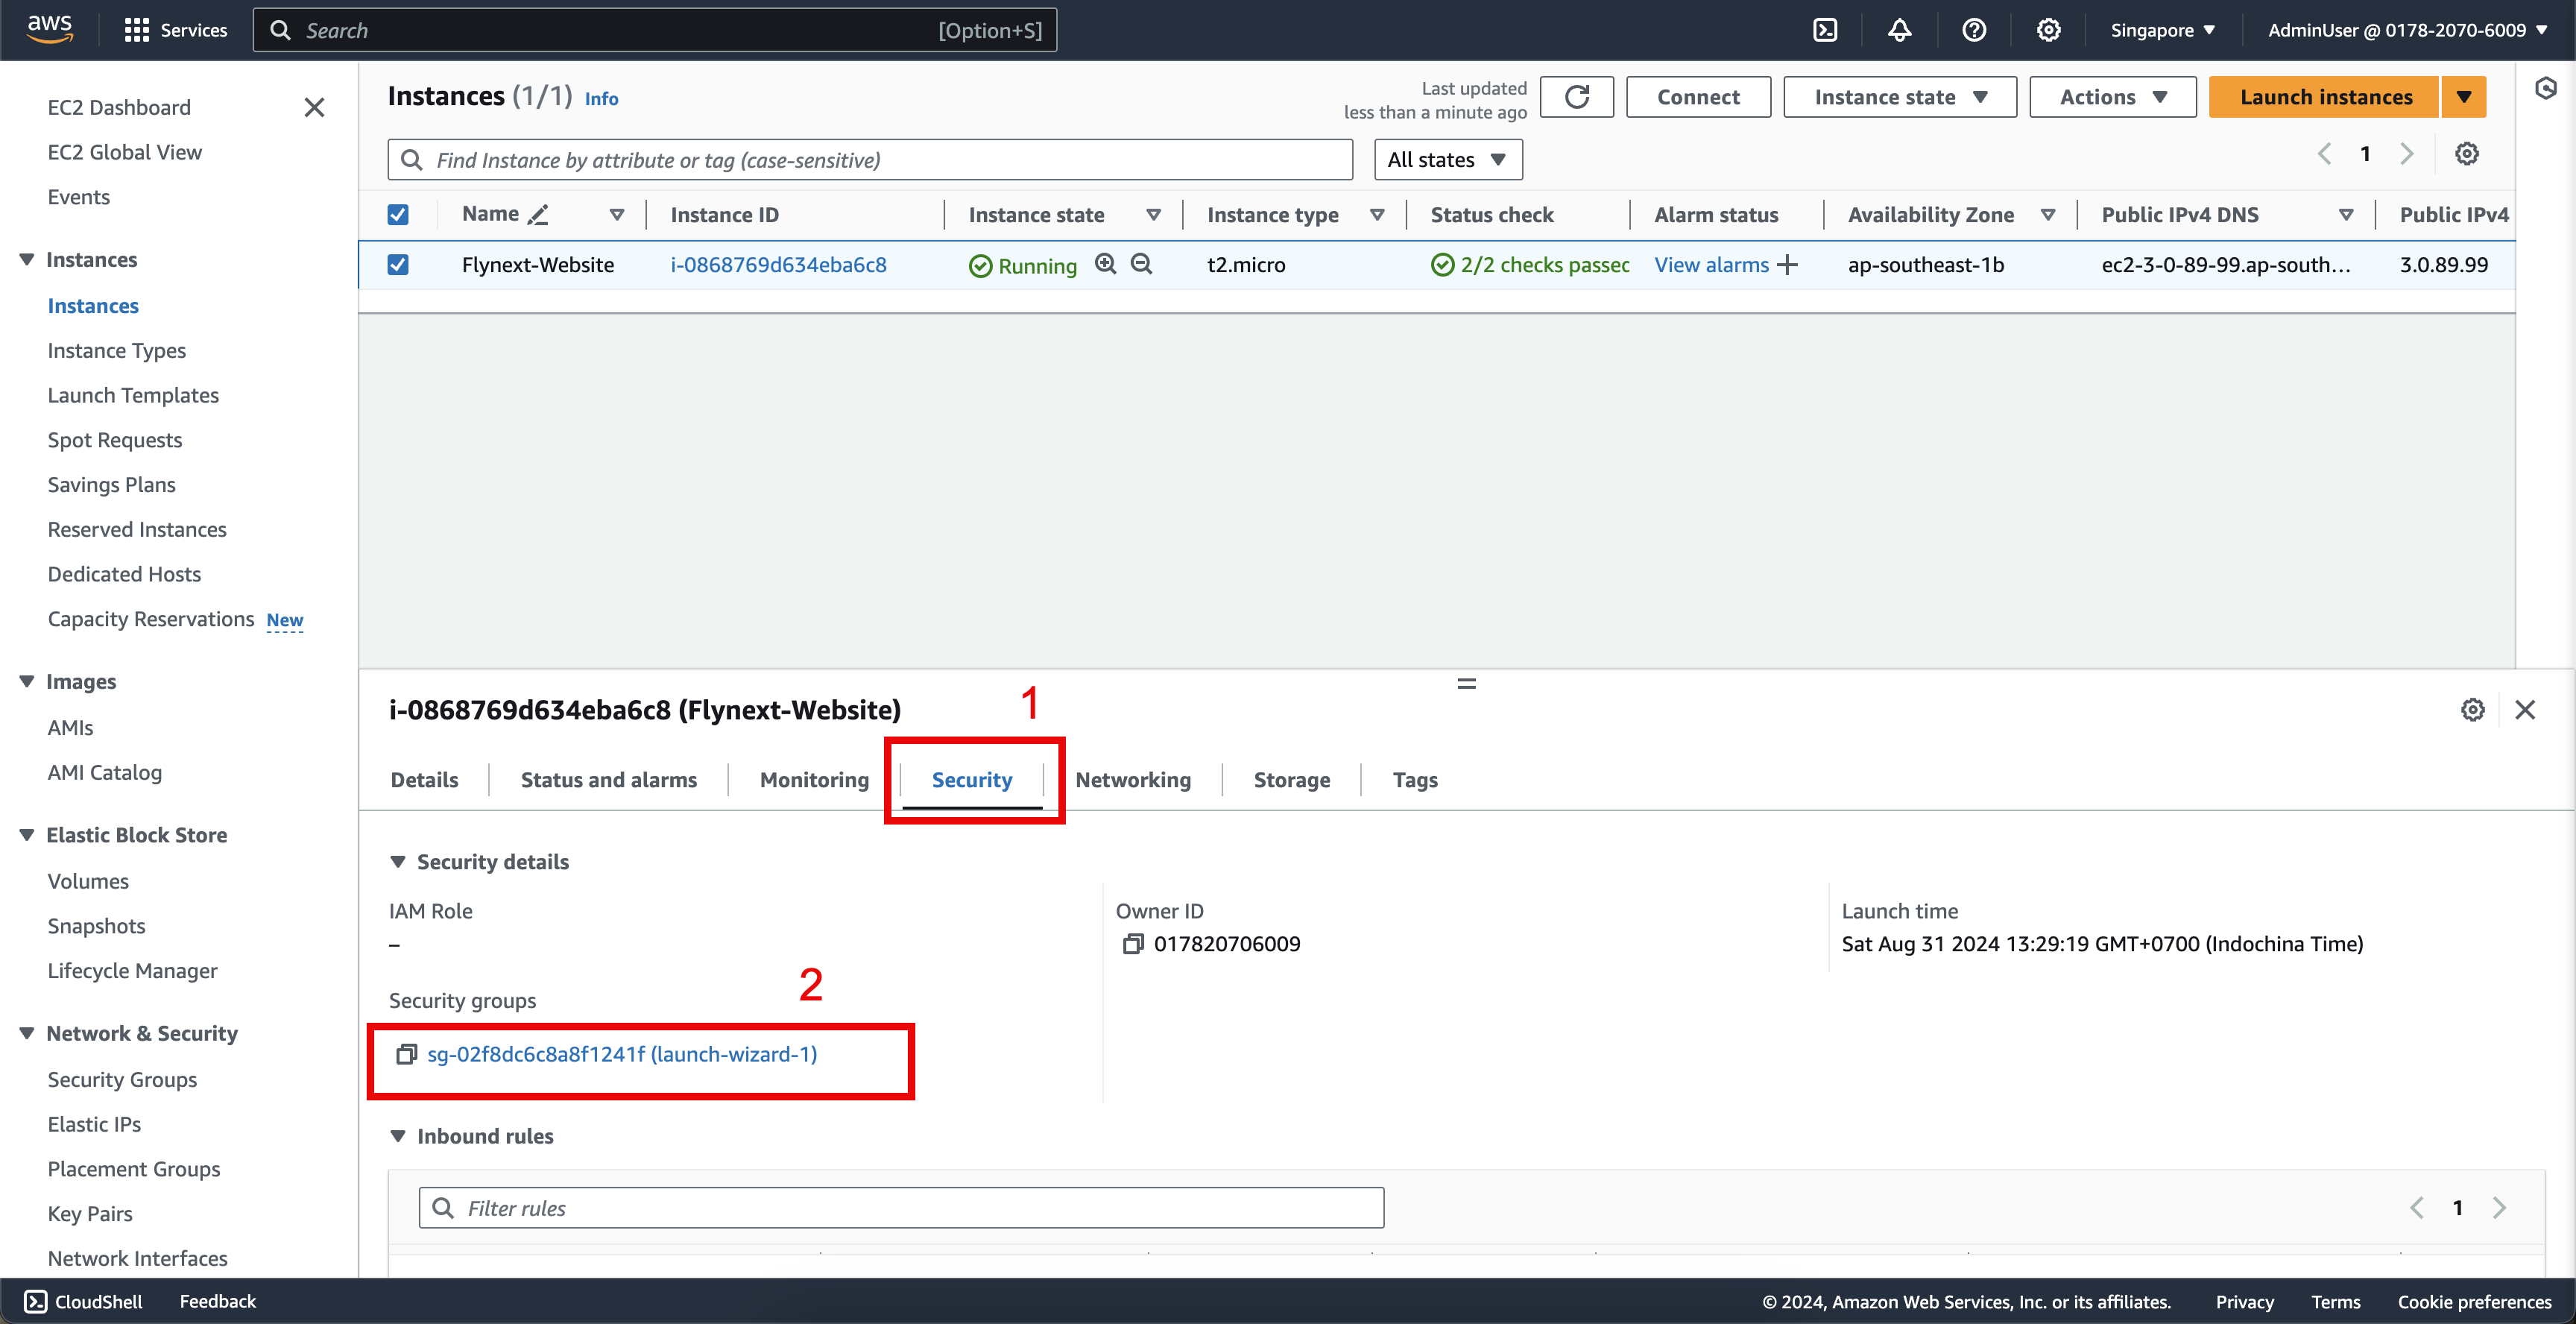 aws
Services
Search
[Option+S]
Singapore
AdminUser @ 0178-2070-6009
EC2 Dashboard
EC2 Global View
Events
Instances
Instances
Instance Types
Launch Templates
Spot Requests
Savings Plans
Reserved Instances
Dedicated Hosts
Capacity Reservations New
Images
AMIs
AMI Catalog
Elastic Block Store
Volumes
Snapshots
Lifecycle Manager
Network & Security
Security Groups
Elastic IPs
Placement Groups
Key Pairs
Network Interfaces
Instances (1/1) Info
Last updated
less than a minute ago
Connect
Instance state
Actions
Launch instances
Find Instance by attribute or tag (case-sensitive)
All states
1
Name
Instance ID
Instance state
Instance type
Status check
Alarm status
Availability Zone
Public IPv4 DNS
Public IPv4
Flynext-Website
i-0868769d634eba6c8
Running
t2.micro
2/2 checks passec
View alarms
ap-southeast-1b
ec2-3-0-89-99.ap-south...
3.0.89.99
i-0868769d634eba6c8 (Flynext-Website)
1
Details
Status and alarms
Monitoring
Security
Networking
Storage
Tags
Security details
IAM Role
–
Owner ID
017820706009
Launch time
Sat Aug 31 2024 13:29:19 GMT+0700 (Indochina Time)
2
Security groups
sg-02f8dc6c8a8f1241f (launch-wizard-1)
Inbound rules
Filter rules
1
CloudShell
Feedback
© 2024, Amazon Web Services, Inc. or its affiliates.
Privacy
Terms
Cookie preferences